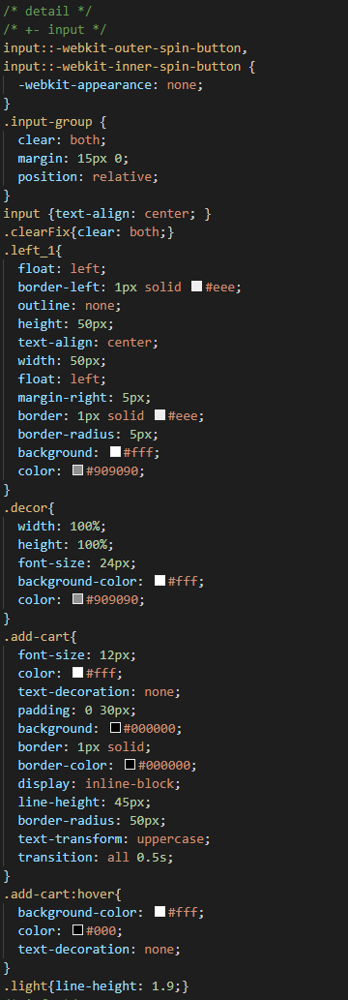 /* detail */
/* +- input */
input::-webkit-outer-spin-button,
input::-webkit-inner-spin-button {
  -webkit-appearance: none;
}
.input-group {
  clear: both;
  margin: 15px 0;
  position: relative;
}
input {text-align: center; }
.clearFix{clear: both;}
.left_1{
  float: left;
  border-left: 1px solid #eee;
  outline: none;
  height: 50px;
  text-align: center;
  width: 50px;
  float: left;
  margin-right: 5px;
  border: 1px solid #eee;
  border-radius: 5px;
  background: #fff;
  color: #909090;
}
.decor{
  width: 100%;
  height: 100%;
  font-size: 24px;
  background-color: #fff;
  color: #909090;
}
.add-cart{
  font-size: 12px;
  color: #fff;
  text-decoration: none;
  padding: 0 30px;
  background: #000000;
  border: 1px solid;
  border-color: #000000;
  display: inline-block;
  line-height: 45px;
  border-radius: 50px;
  text-transform: uppercase;
  transition: all 0.5s;
}
.add-cart:hover{
  background-color: #fff;
  color: #000;
  text-decoration: none;
}
.light{line-height: 1.9;}